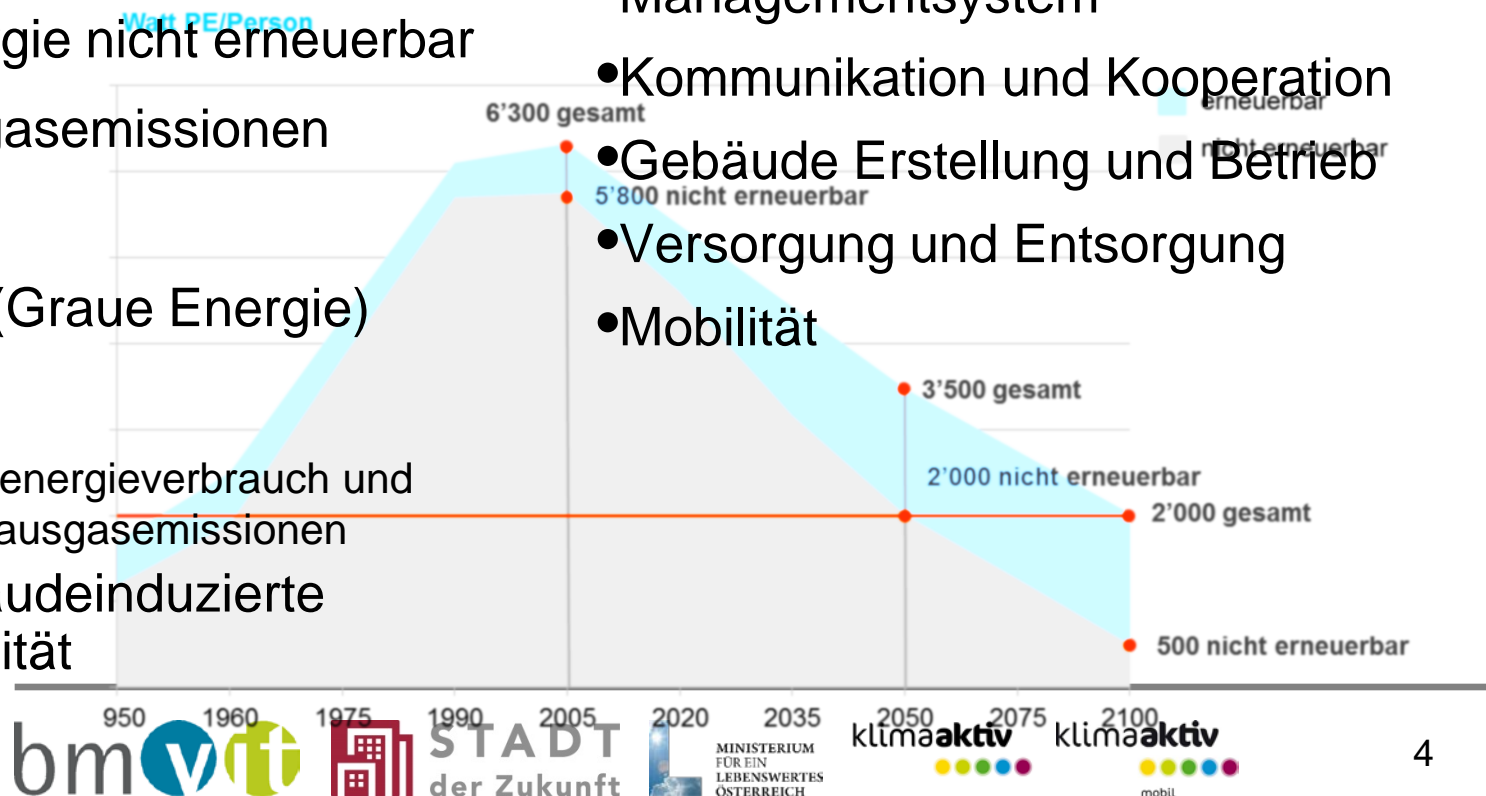 Watt PE/Person
gie nicht erneuerbar
gasemissionen
(Graue Energie)
energieverbrauch und
ausgasemissionen
udeinduzierte
ität
Managementsystem
•Kommunikation und Kooperation
•Gebäude Erstellung und Betrieb
•Versorgung und Entsorgung
•Mobilität
erneuerbar
nicht erneuerbar
6'300 gesamt
5'800 nicht erneuerbar
3'500 gesamt
2'000 nicht erneuerbar
2'000 gesamt
500 nicht erneuerbar
950 1960 1975 1990 2005 2020 2035 2050 2075 2100
bmvit
STADT
der Zukunft
MINISTERIUM
FÜR EIN
LEBENSWERTES
ÖSTERREICH
klimaaktiv
klimaaktiv
mobil
4